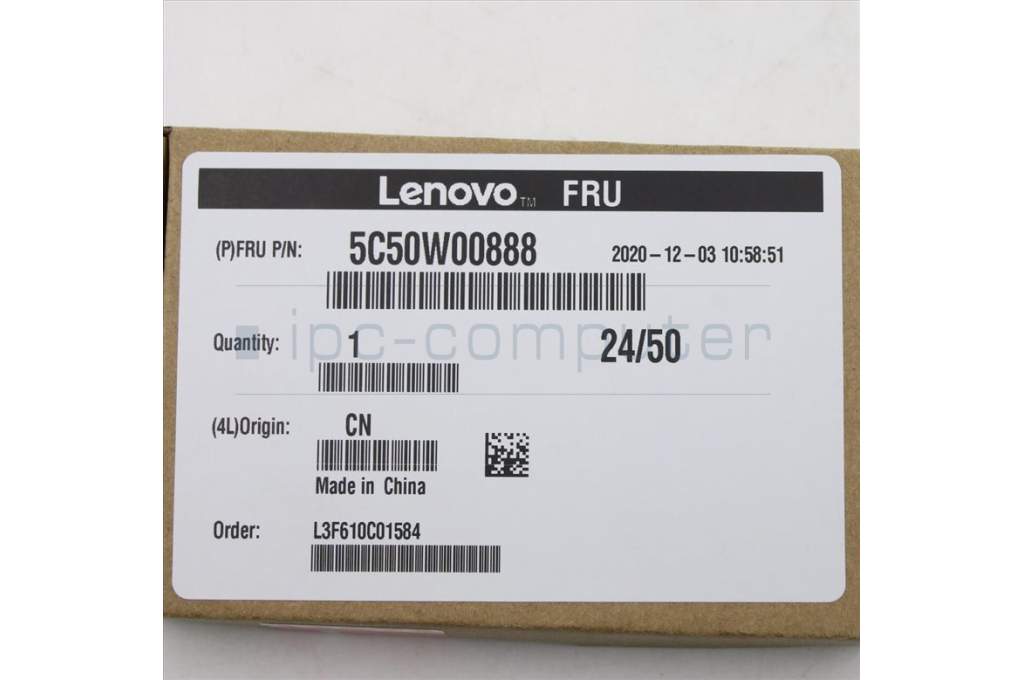 Lenovo™ FRU
(P)FRU P/N: 5C50W00888 2020-12-03 10:58:51
ipc-computer
Quantity: 1 24/50
(4L)Origin: CN
Made in China
Order: L3F610C01584